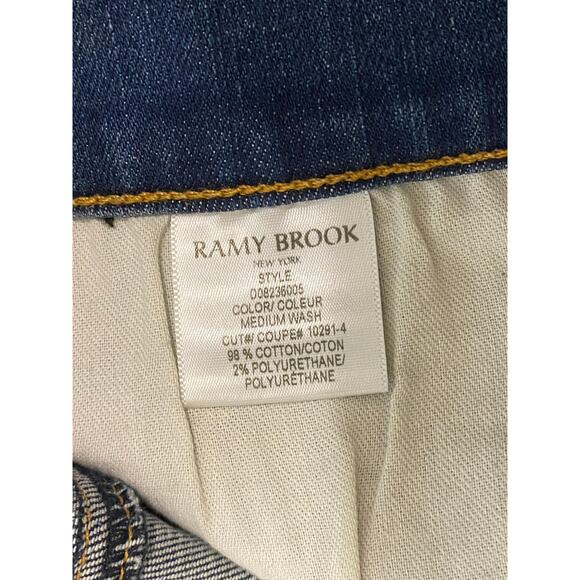 RAMY BROOK
NEW YORK
STYLE
D08236005
COLOR/ COLEUR
MEDIUM WASH
CUT#/ COUPE# 10291-4
98 % COTTON/COTON
2% POLYURETHANE/
POLYURÉTHANE